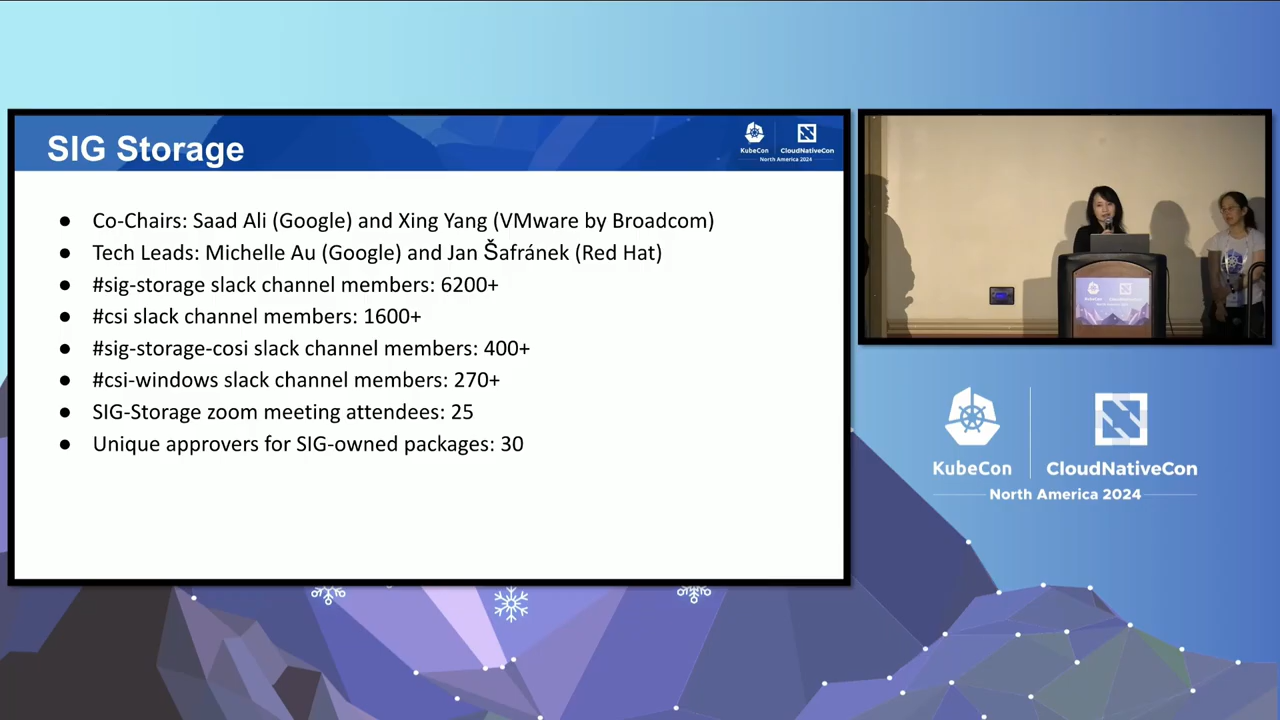 SIG Storage
KubeCon
CloudNativeCon
North America 2024
● Co-Chairs: Saad Ali (Google) and Xing Yang (VMware by Broadcom)
● Tech Leads: Michelle Au (Google) and Jan Šafránek (Red Hat)
● #sig-storage slack channel members: 6200+
● #csi slack channel members: 1600+
● #sig-storage-cosi slack channel members: 400+
● #csi-windows slack channel members: 270+
● SIG-Storage zoom meeting attendees: 25
● Unique approvers for SIG-owned packages: 30
KubeCon
CloudNativeCon
North America 2024